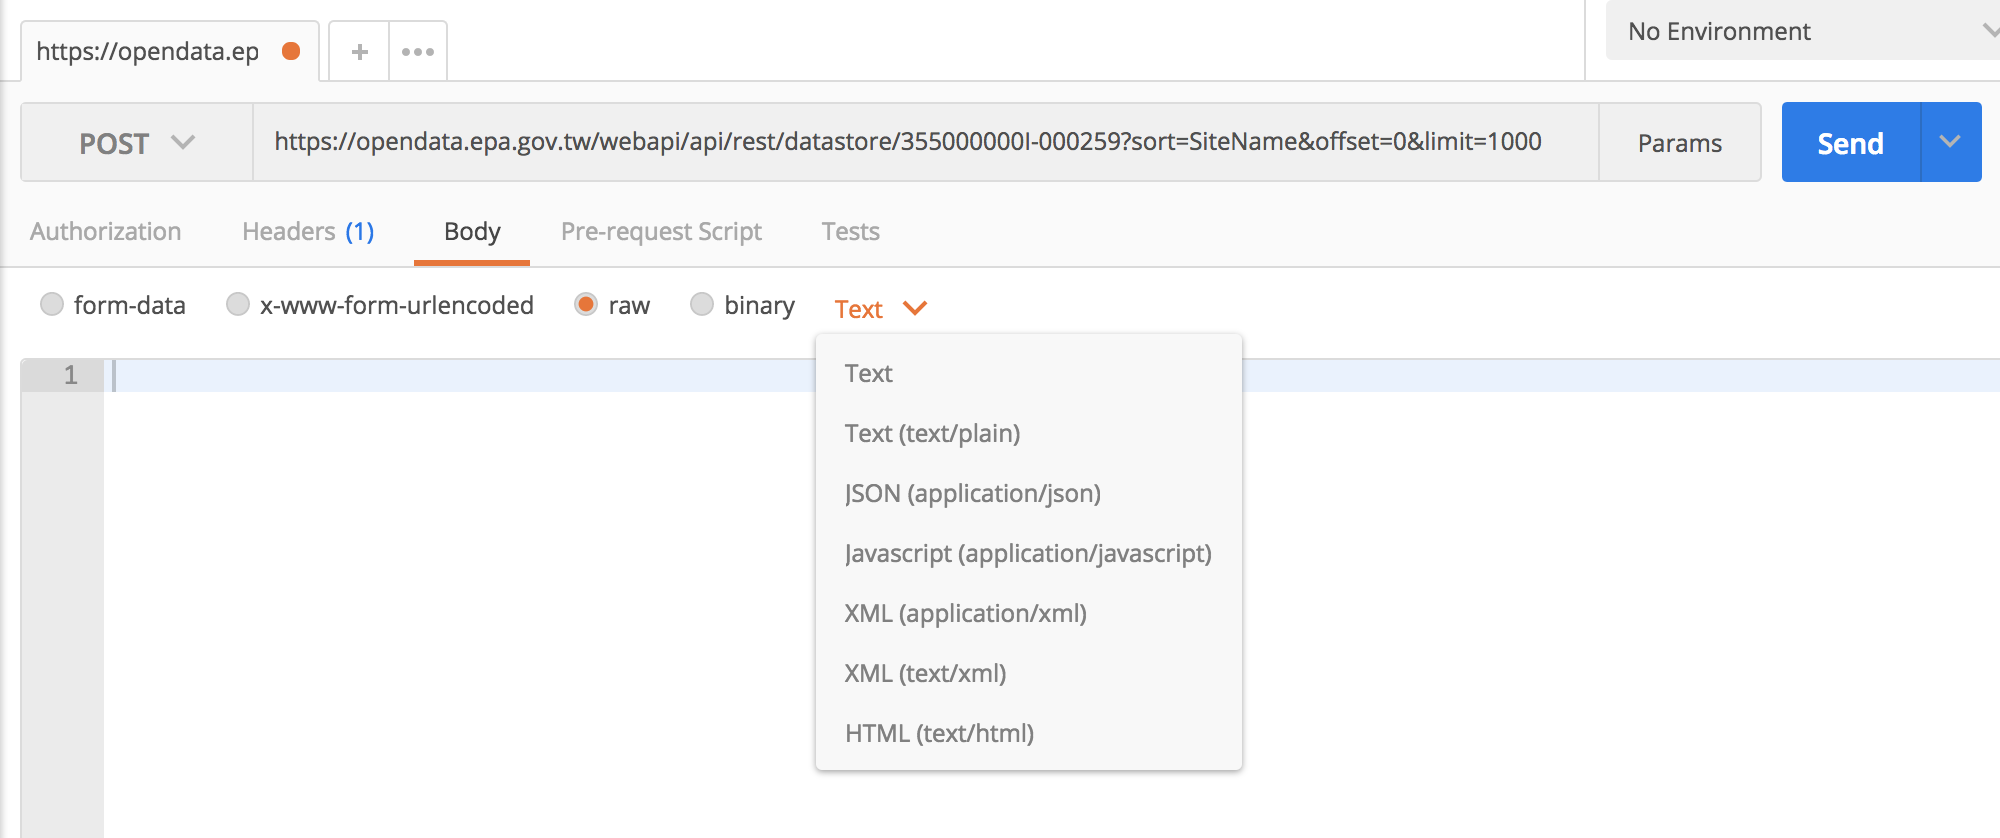 https://opendata.ep
No Environment
POST
https://opendata.epa.gov.tw/webapi/api/rest/datastore/355000000I-000259?sort=SiteName&offset=0&limit=1000
Params
Send
Authorization
Headers (1)
Body
Pre-request Script
Tests
form-data
x-www-form-urlencoded
raw
binary
Text
1
Text
Text (text/plain)
JSON (application/json)
Javascript (application/javascript)
XML (application/xml)
XML (text/xml)
HTML (text/html)